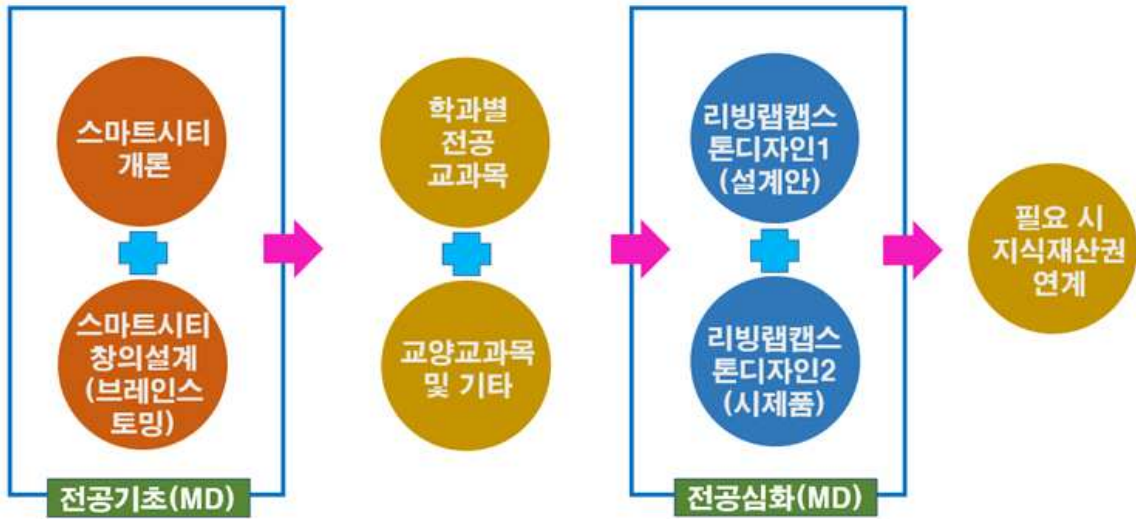 스마트시티
개론
스마트시티
창의설계
(브레인스
토밍)
전공기초(MD)
학과별
전공
교과목
교양교과목
및 기타
리빙랩캡스
톤디자인1
(설계안)
리빙랩캡스
톤디자인2
(시제품)
전공심화(MD)
필요 시
지식재산권
연계